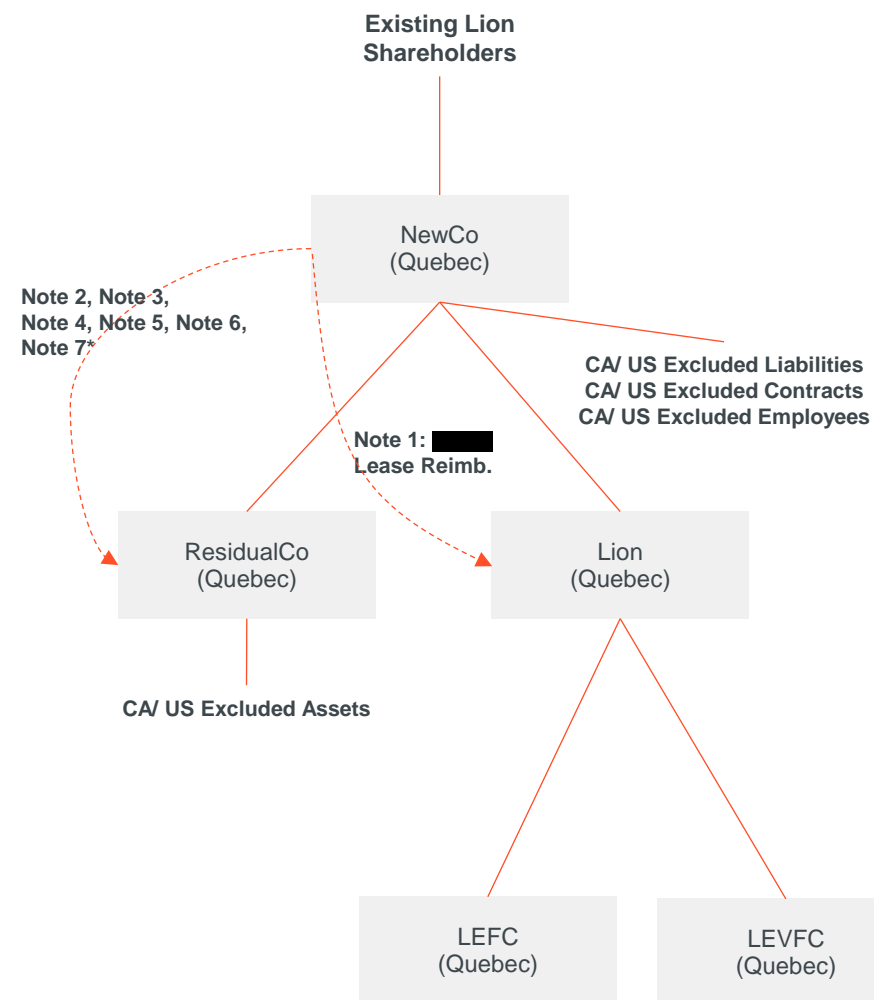 Existing Lion
Shareholders
NewCo
(Quebec)
Note 2, Note 3,
Note 4, Note 5, Note 6,
Note 7*
CA/ US Excluded Liabilities
CA/ US Excluded Contracts
CA/ US Excluded Employees
Note 1:
Lease Reimb.
ResidualCo
(Quebec)
Lion
(Quebec)
CA/ US Excluded Assets
LEFC
(Quebec)
LEVFC
(Quebec)